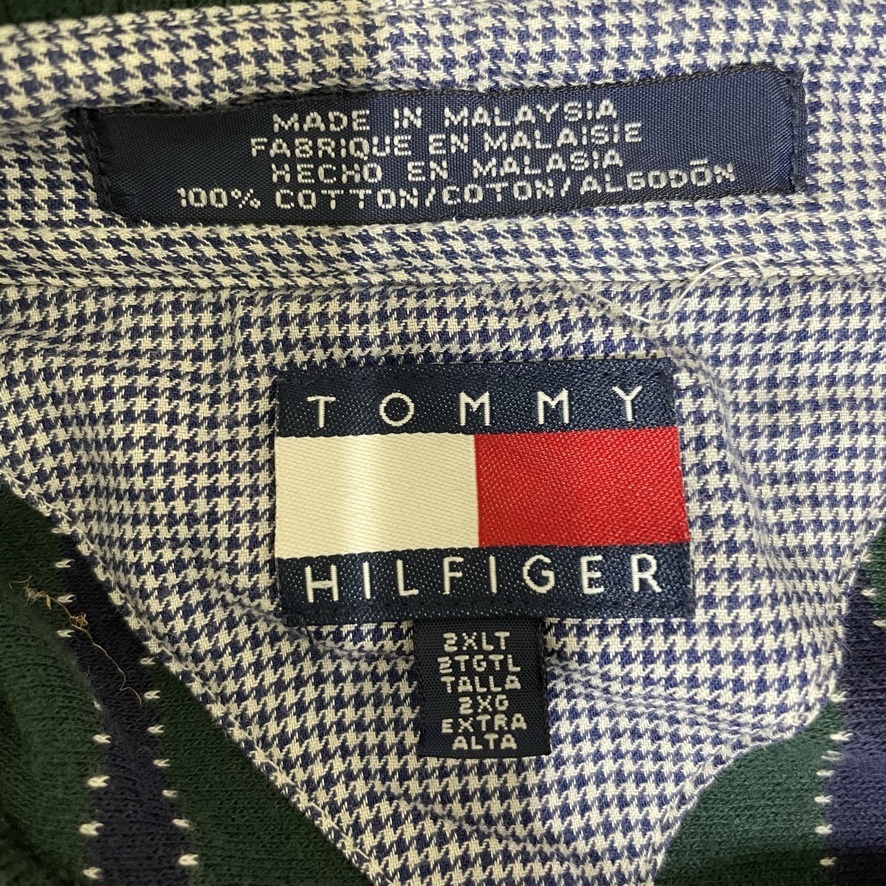 MADE IN MALAYSIA
FABRIQUE EN MALAISIE
HECHO EN MALASIA
100% COTTON/COTON/ALGODŌN
TOMMY
HILFIGER
2XLT
2TGTL
TALLA
2XG
EXTRA
ALTA